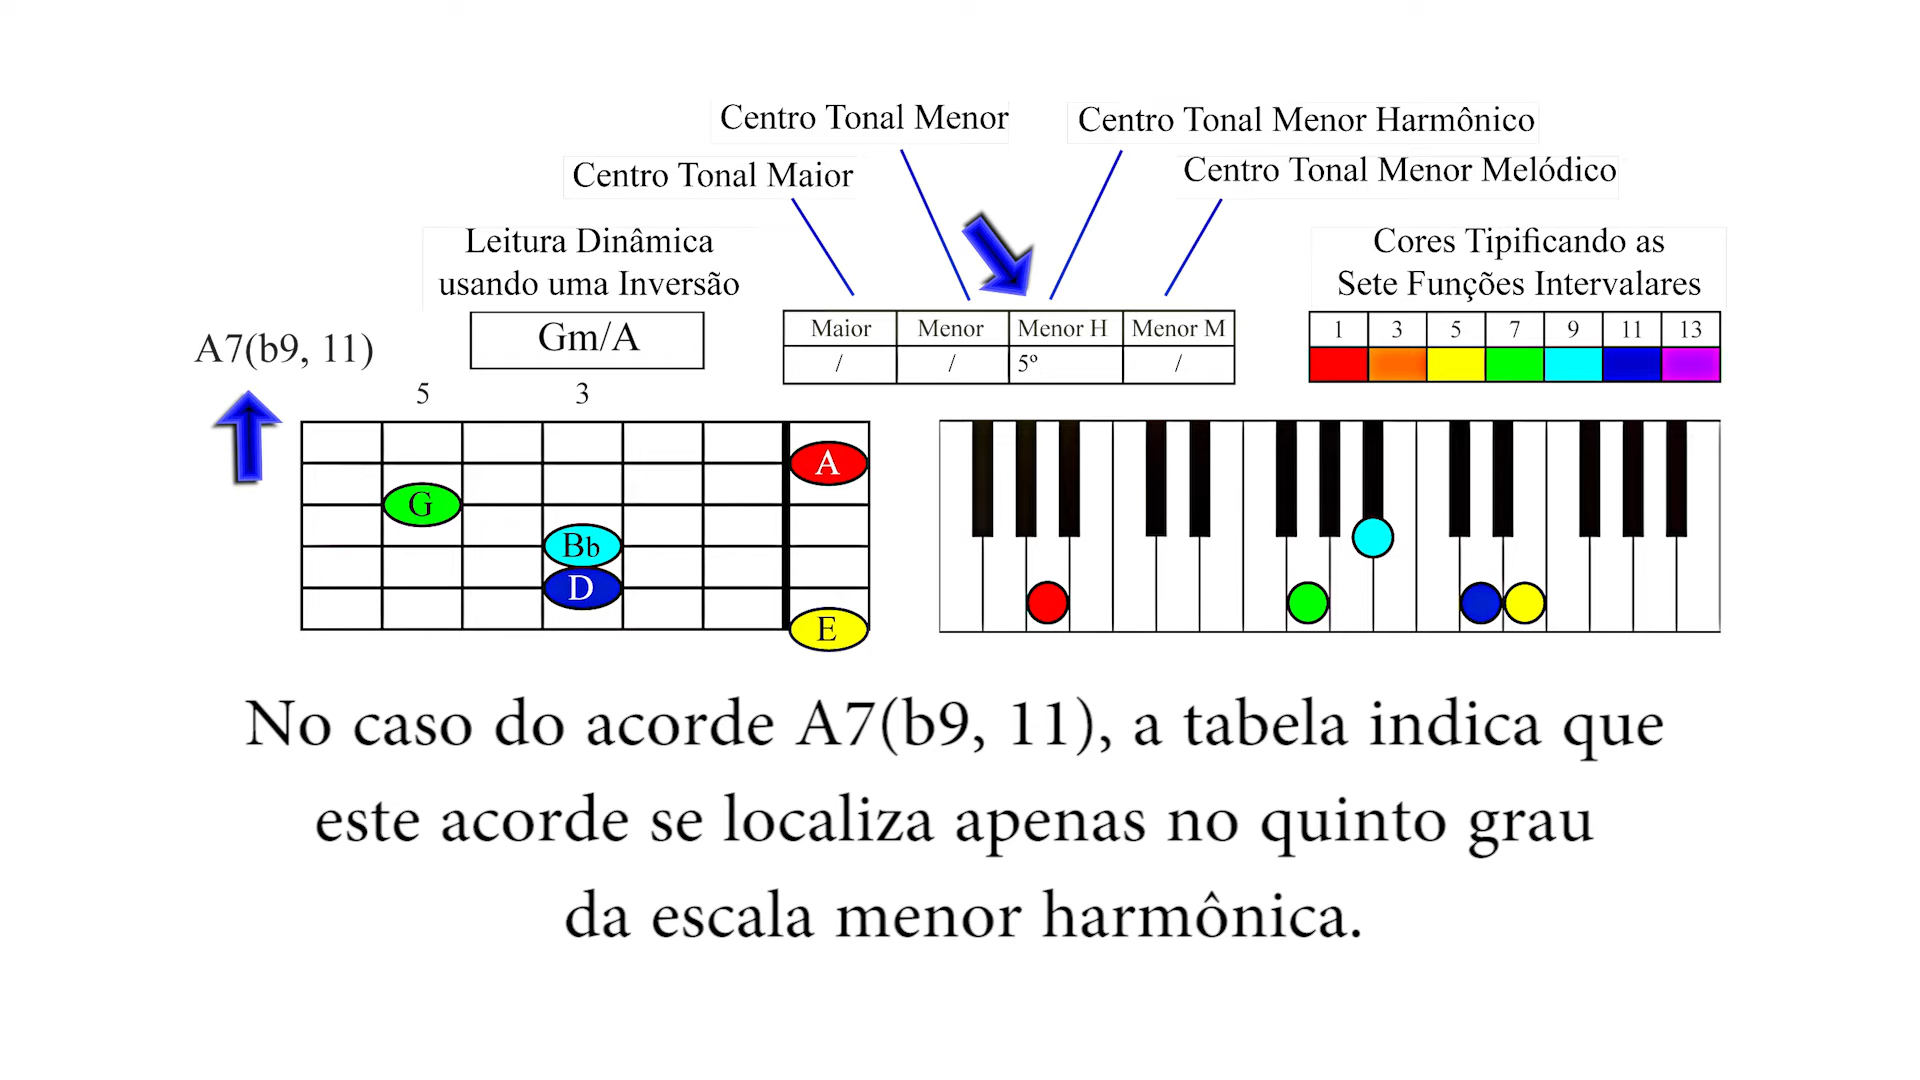 Centro Tonal Menor
Centro Tonal Menor Harmônico
Centro Tonal Maior
Centro Tonal Menor Melódico
Leitura Dinâmica
usando uma Inversão
Cores Tipificando as
Sete Funções Intervalares
A7(b9, 11)
Gm/A
Maior Menor Menor H Menor M
/ / 5º /
1 3 5 7 9 11 13
5 3
A
G
Bb
D
E
No caso do acorde A7(b9, 11), a tabela indica que
este acorde se localiza apenas no quinto grau
da escala menor harmônica.